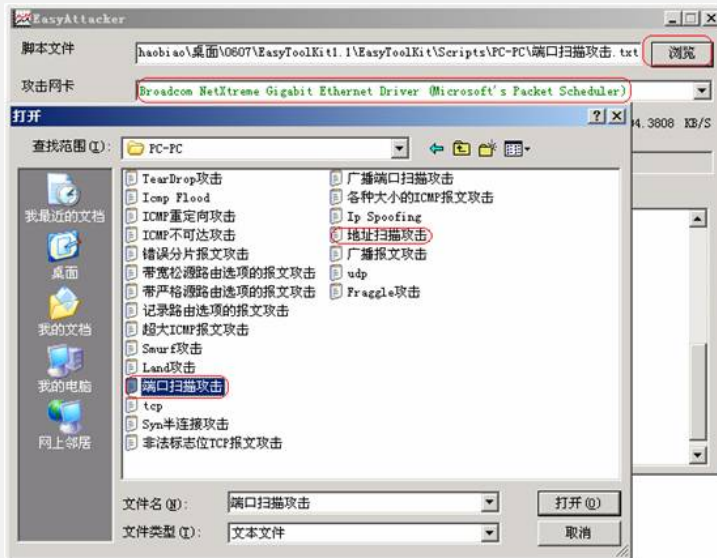 EasyAttacker
脚本文件
haobiao\桌面\0607\EasyToolKit1.1\EasyToolKit\Scripts\PC-PC\端口扫描攻击.txt
浏览
攻击网卡
Broadcom NetXtreme Gigabit Ethernet Driver (Microsoft's Packet Scheduler)
打开
4.3808 KB/S
查找范围(I):
PC-PC
我最近的文档
桌面
我的文档
我的电脑
网上邻居
TearDrop攻击
Icmp Flood
ICMP重定向攻击
ICMP不可达攻击
错误分片报文攻击
带宽松源路由选项的报文攻击
带严格源路由选项的报文攻击
记录路由选项的报文攻击
超大ICMP报文攻击
Smurf攻击
Land攻击
端口扫描攻击
tcp
Syn半连接攻击
非法标志位TCP报文攻击
广播端口扫描攻击
各种大小的ICMP报文攻击
Ip Spoofing
地址扫描攻击
广播报文攻击
udp
Fraggle攻击
文件名(N):
端口扫描攻击
打开(O)
文件类型(T):
文本文件
取消